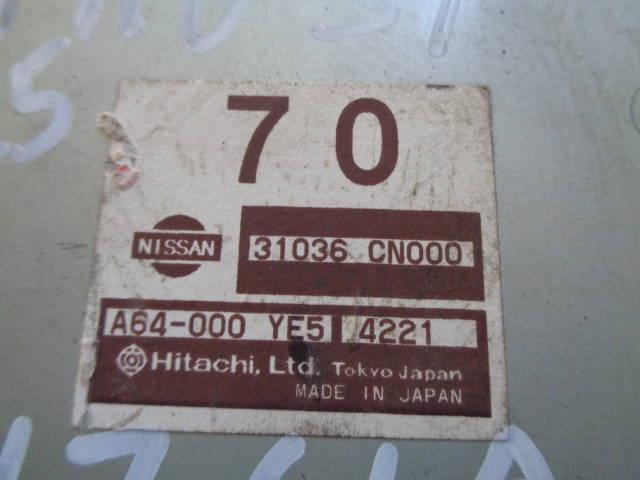 70
NISSAN 31036 CN000
A64-000 YE5 4221
Hitachi, Ltd. Tokyo Japan
MADE IN JAPAN